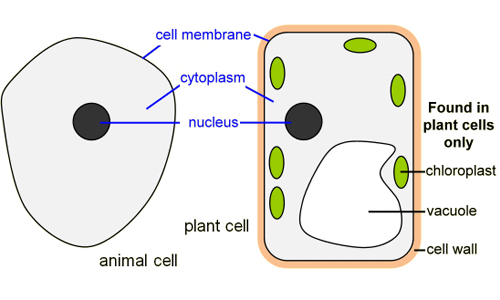 cell membrane
cytoplasm
nucleus
Found in
plant cells
only
chloroplast
vacuole
cell wall
plant cell
animal cell